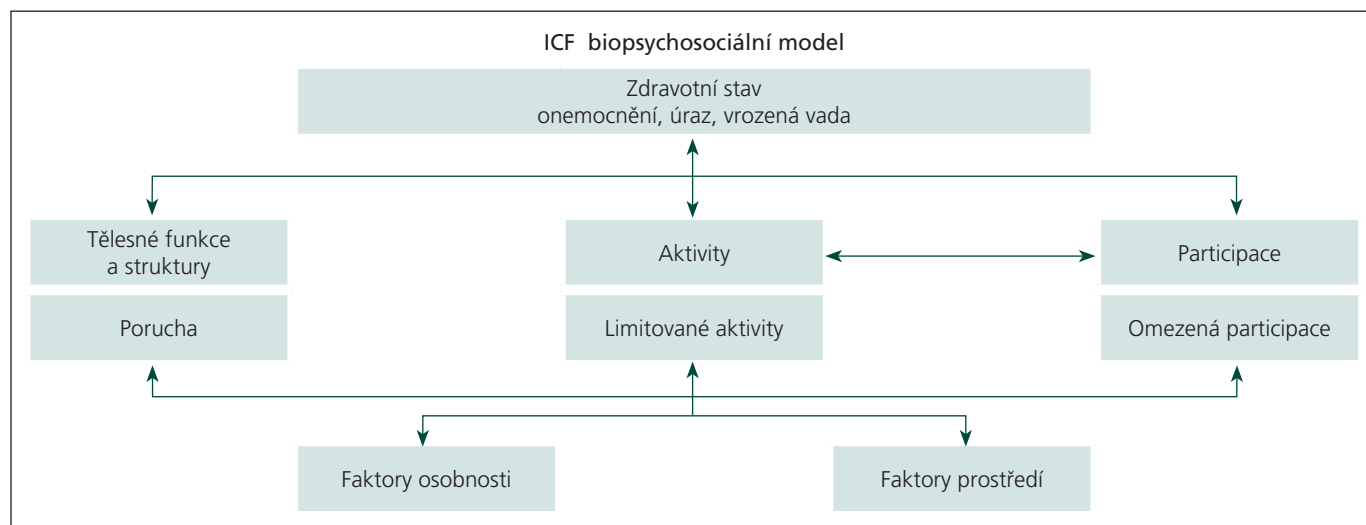 ICF biopsychosociální model
Zdravotní stav
onemocnění, úraz, vrozená vada
Tělesné funkce
a struktury
Aktivity
Participace
Porucha
Limitované aktivity
Omezená participace
Faktory osobnosti
Faktory prostředí